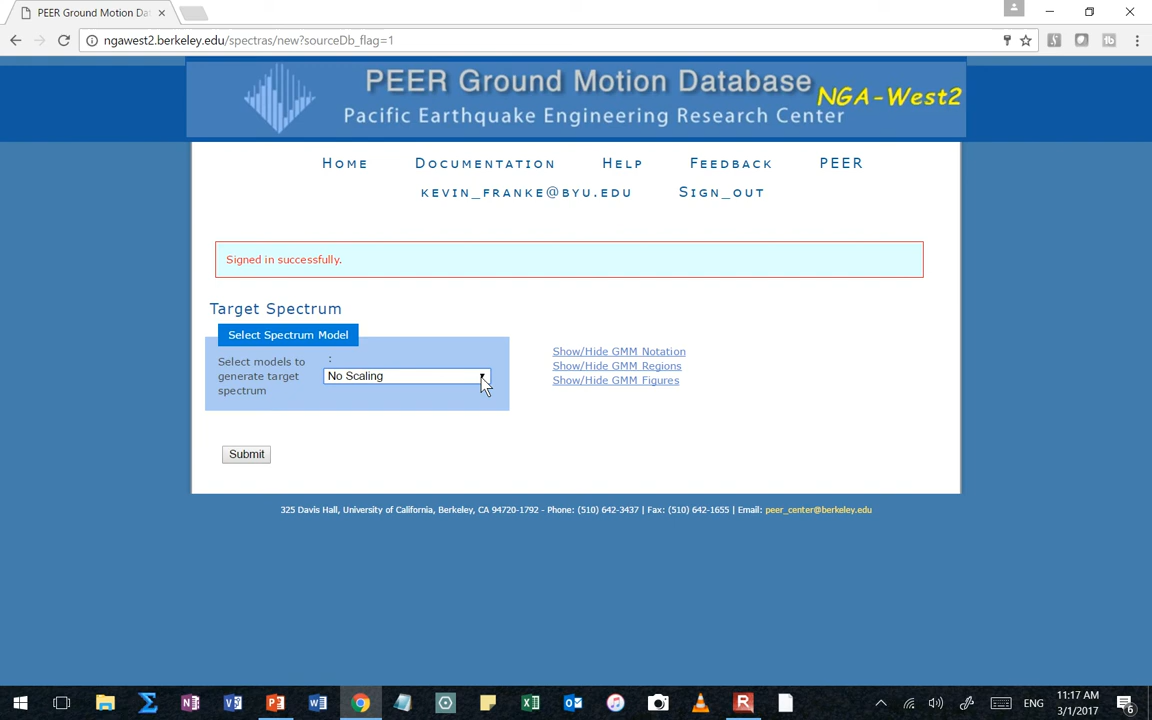 PEER Ground Motion Dat
ngawest2.berkeley.edu/spectras/new?sourceDb_flag=1
PEER Ground Motion Database
NGA-West2
Pacific Earthquake Engineering Research Center
Home Documentation Help Feedback PEER
kevin_franke@byu.edu Sign_out
Signed in successfully.
Target Spectrum
Select Spectrum Model
Select models to
generate target
spectrum
:
No Scaling
Show/Hide GMM Notation
Show/Hide GMM Regions
Show/Hide GMM Figures
Submit
325 Davis Hall, University of California, Berkeley, CA 94720-1792 - Phone: (510) 642-3437 | Fax: (510) 642-1655 | Email: peer_center@berkeley.edu
ENG
11:17 AM
3/1/2017
6